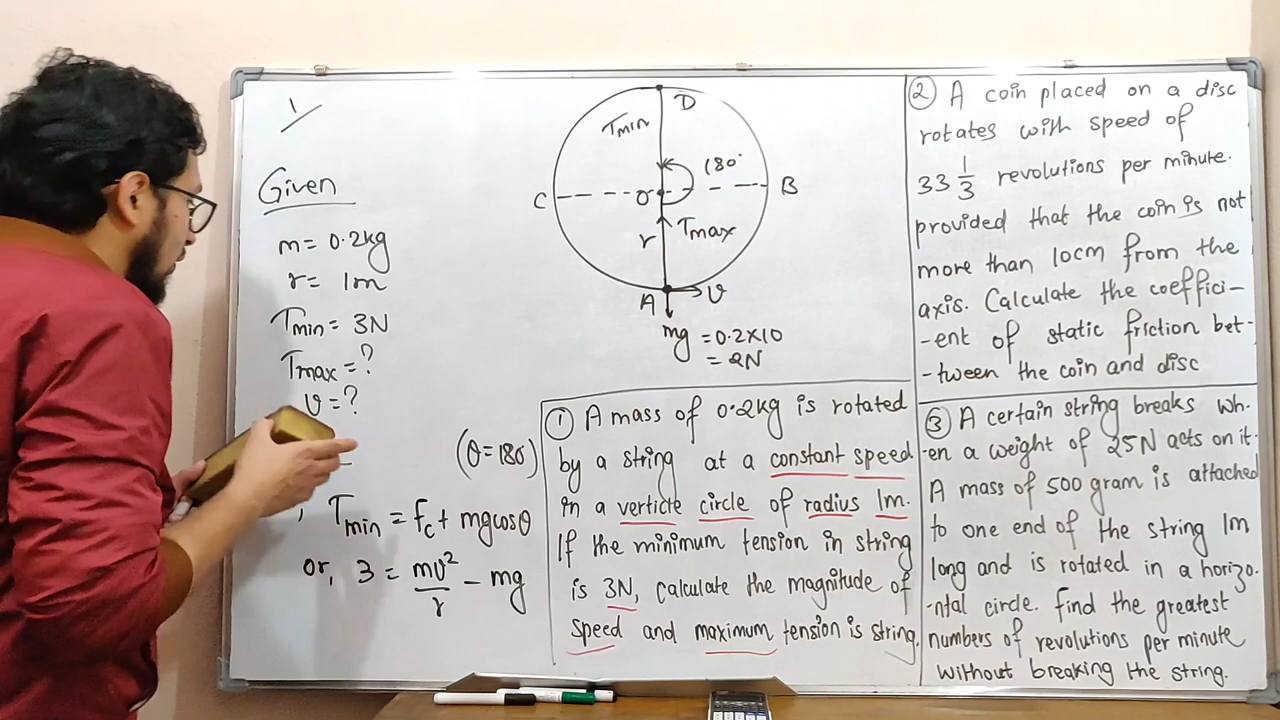 1
Given
m = 0.2kg
r = 1m
Tmin = 3N
Tmax = ?
v = ?
(θ = 180)
, Tmin = fc + mgcosθ
or, 3 = mv²/r - mg
D
Tmin
180°
C
O
B
r
Tmax
A
v
mg = 0.2×10
= 2N
① A mass of 0.2kg is rotated
by a string at a constant speed
in a verticle circle of radius 1m.
If the minimum tension in string
is 3N, calculate the magnitude of
speed and maximum tension is string.
② A coin placed on a disc
rotates with speed of
33 1/3 revolutions per minute.
provided that the coin is not
more than 10cm from the
axis. Calculate the coeffici-
-ent of static friction bet-
-tween the coin and disc
③ A certain string breaks wh-
-en a weight of 25N acts on it.
A mass of 500 gram is attached
to one end of the string 1m
long and is rotated in a horizo-
-ntal circle. find the greatest
numbers of revolutions per minute
without breaking the string.